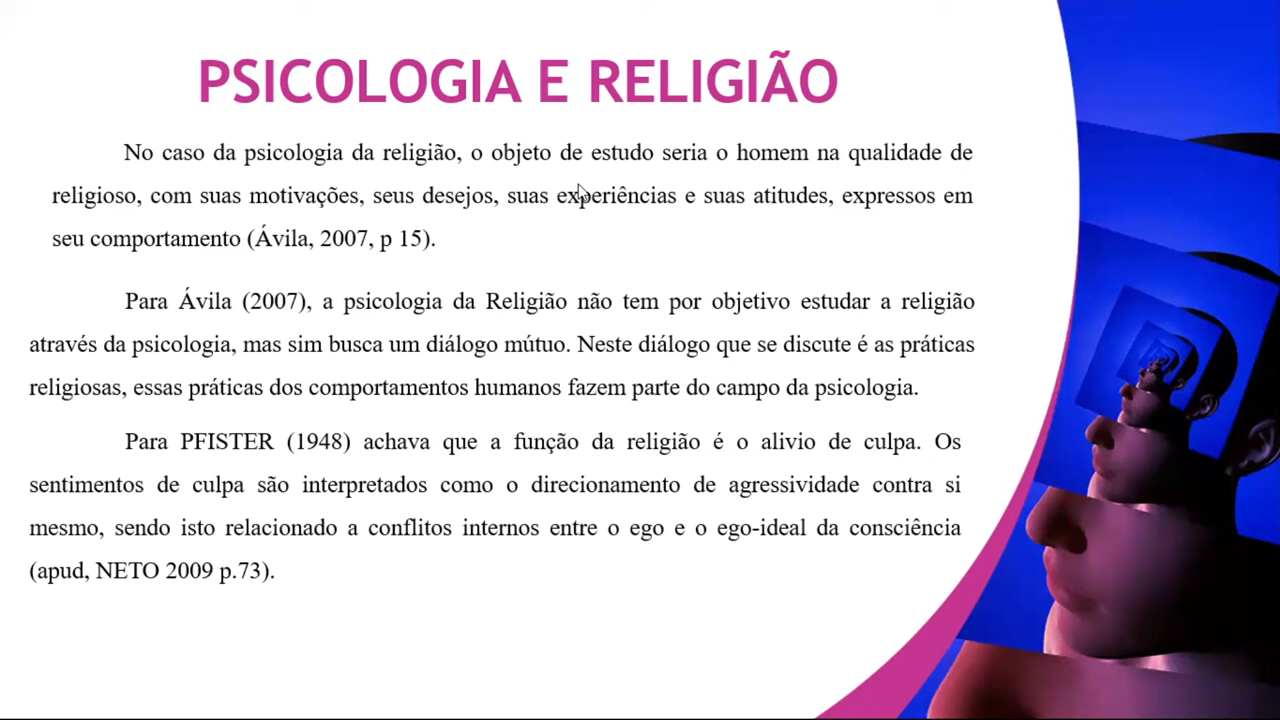 PSICOLOGIA E RELIGIÃO
No caso da psicologia da religião, o objeto de estudo seria o homem na qualidade de
religioso, com suas motivações, seus desejos, suas experiências e suas atitudes, expressos em
seu comportamento (Ávila, 2007, p 15).
Para Ávila (2007), a psicologia da Religião não tem por objetivo estudar a religião
através da psicologia, mas sim busca um diálogo mútuo. Neste diálogo que se discute é as práticas
religiosas, essas práticas dos comportamentos humanos fazem parte do campo da psicologia.
Para PFISTER (1948) achava que a função da religião é o alivio de culpa. Os
sentimentos de culpa são interpretados como o direcionamento de agressividade contra si
mesmo, sendo isto relacionado a conflitos internos entre o ego e o ego-ideal da consciência
(apud, NETO 2009 p.73).